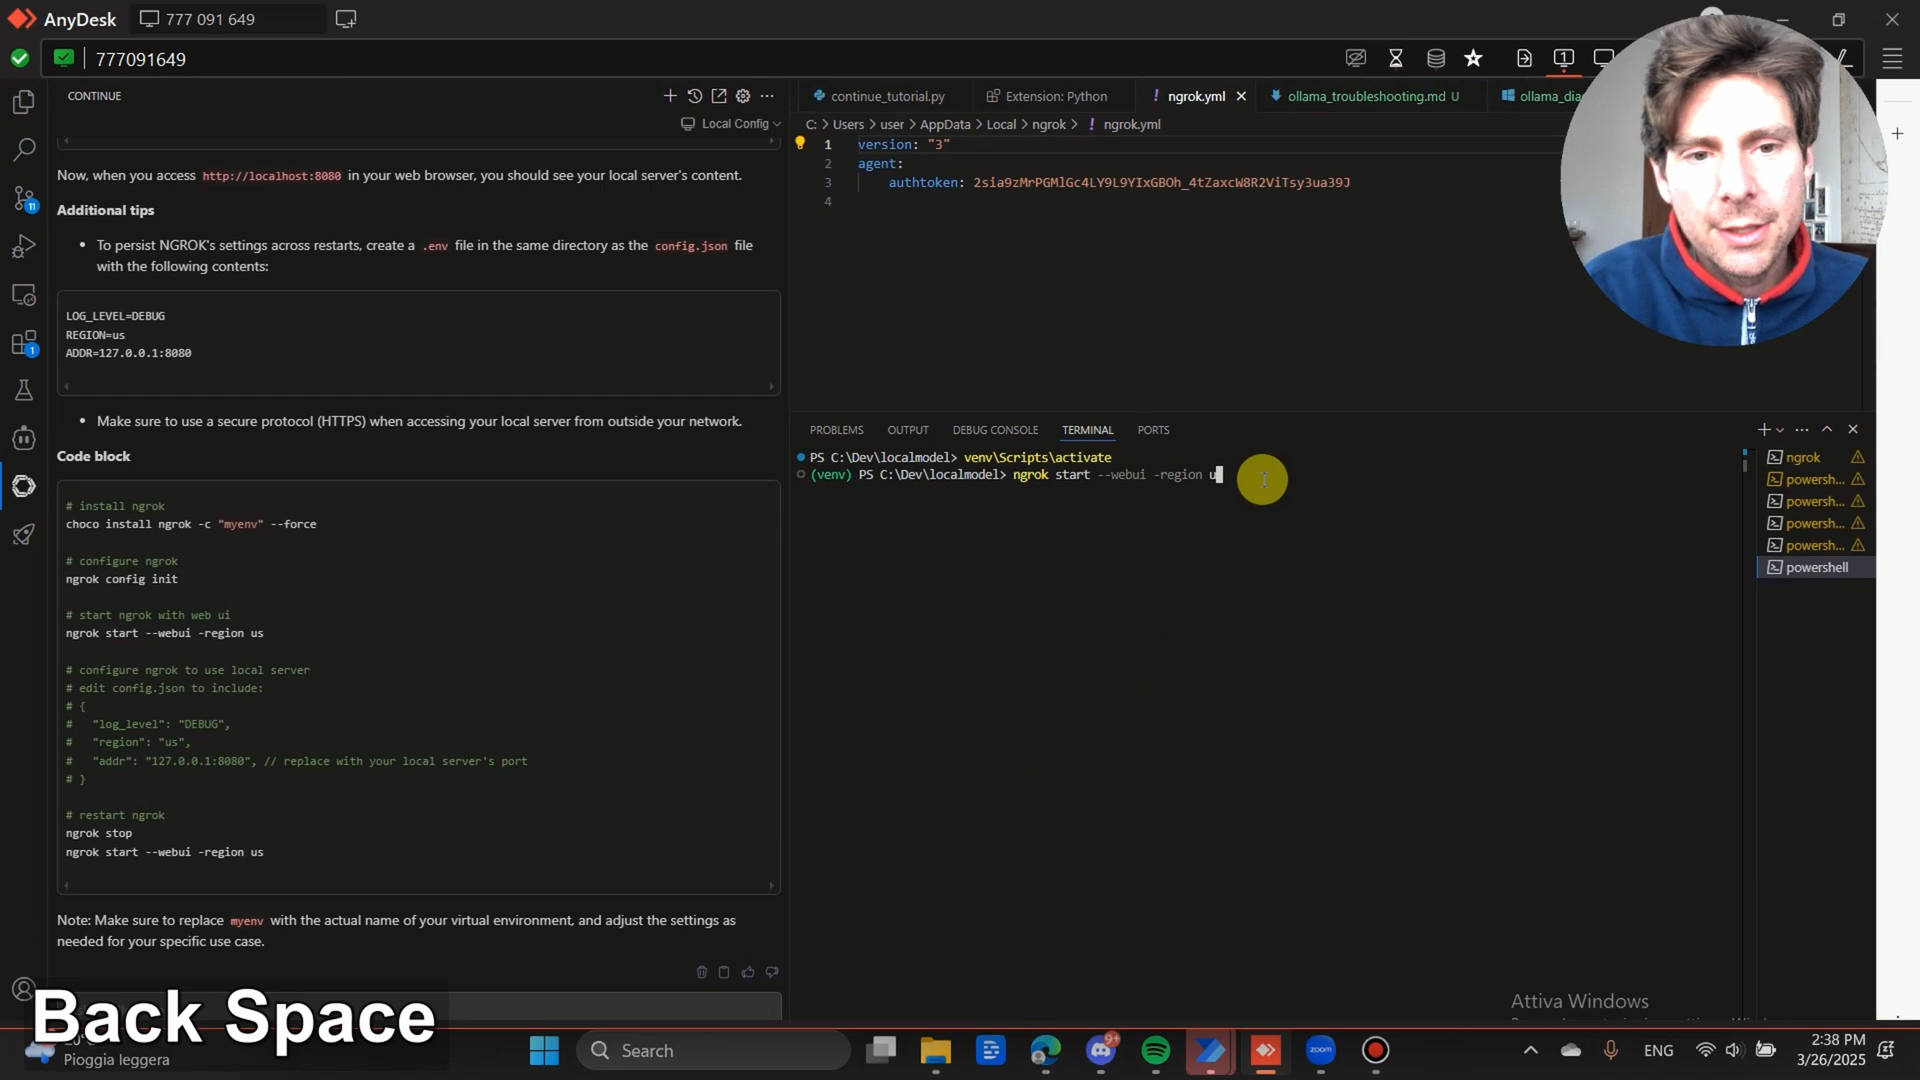 AnyDesk
777 091 649
777091649
CONTINUE
Local Config
Now, when you access http://localhost:8080 in your web browser, you should see your local server's content.
Additional tips
• To persist NGROK's settings across restarts, create a .env file in the same directory as the config.json file
with the following contents:
LOG_LEVEL=DEBUG
REGION=us
ADDR=127.0.0.1:8080
• Make sure to use a secure protocol (HTTPS) when accessing your local server from outside your network.
Code block
# install ngrok
choco install ngrok -c "myenv" --force
# configure ngrok
ngrok config init
# start ngrok with web ui
ngrok start --webui -region us
# configure ngrok to use local server
# edit config.json to include:
# {
#   "log_level": "DEBUG",
#   "region": "us",
#   "addr": "127.0.0.1:8080", // replace with your local server's port
# }
# restart ngrok
ngrok stop
ngrok start --webui -region us
Note: Make sure to replace myenv with the actual name of your virtual environment, and adjust the settings as
needed for your specific use case.
continue_tutorial.py
Extension: Python
! ngrok.yml
ollama_troubleshooting.md U
ollama_dia
C: > Users > user > AppData > Local > ngrok > ! ngrok.yml
1 version: "3"
2 agent:
3 authtoken: 2sia9zMrPGMlGc4LY9L9YIxGBOh_4tZaxcW8R2ViTsy3ua39J
4
PROBLEMS OUTPUT DEBUG CONSOLE TERMINAL PORTS
PS C:\Dev\localmodel> venv\Scripts\activate
(venv) PS C:\Dev\localmodel> ngrok start --webui -region u
ngrok
powersh...
powersh...
powersh...
powersh...
powershell
11
1
1
Attiva Windows
Back Space
Pioggia leggera
Search
9+
zoom
ENG
2:38 PM
3/26/2025